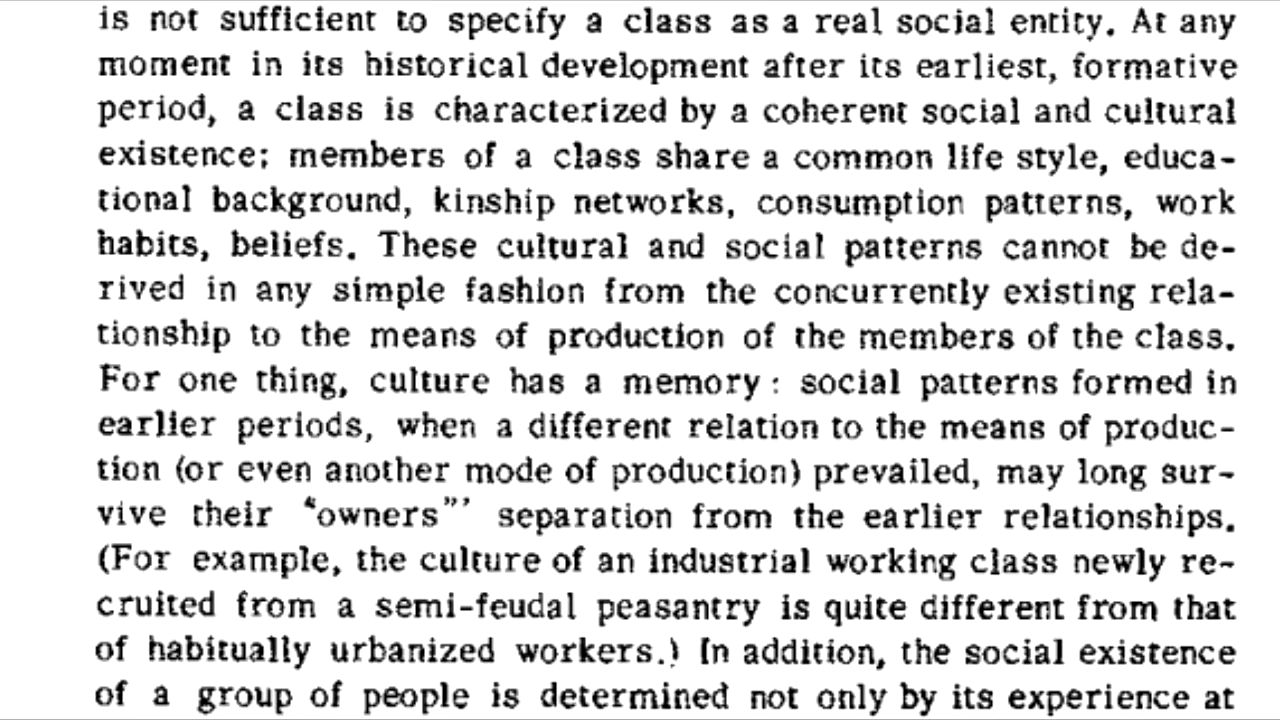 is not sufficient to specify a class as a real social entity. At any
moment in its historical development after its earliest, formative
period, a class is characterized by a coherent social and cultural
existence; members of a class share a common life style, educa-
tional background, kinship networks, consumption patterns, work
habits, beliefs. These cultural and social patterns cannot be de-
rived in any simple fashion from the concurrently existing rela-
tionship to the means of production of the members of the class.
For one thing, culture has a memory: social patterns formed in
earlier periods, when a different relation to the means of produc-
tion (or even another mode of production) prevailed, may long sur-
vive their "owners"' separation from the earlier relationships.
(For example, the culture of an industrial working class newly re-
cruited from a semi-feudal peasantry is quite different from that
of habitually urbanized workers.) In addition, the social existence
of a group of people is determined not only by its experience at